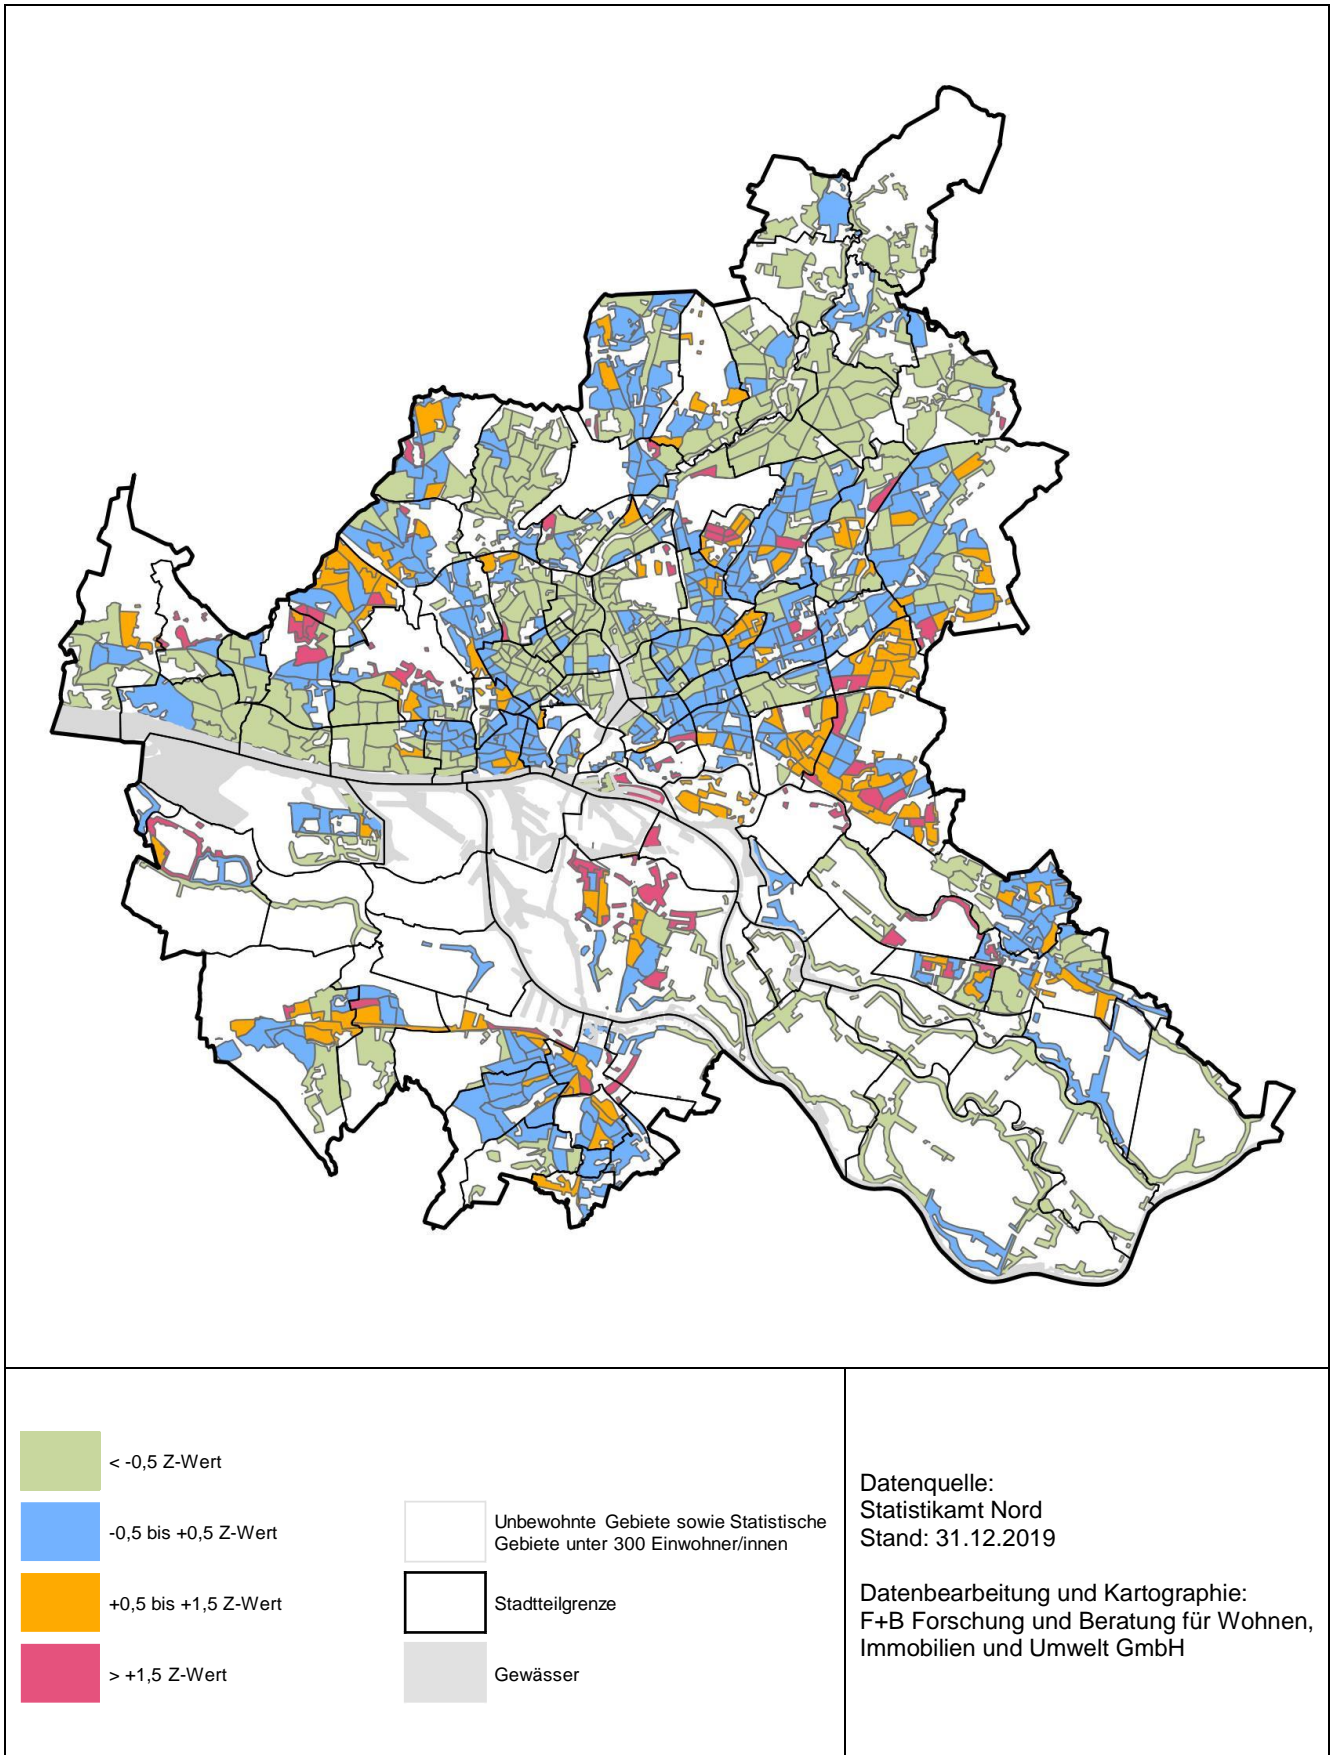 < -0,5 Z-Wert
-0,5 bis +0,5 Z-Wert
+0,5 bis +1,5 Z-Wert
> +1,5 Z-Wert
Unbewohnte Gebiete sowie Statistische
Gebiete unter 300 Einwohner/innen
Stadtteilgrenze
Gewässer
Datenquelle:
Statistikamt Nord
Stand: 31.12.2019
Datenbearbeitung und Kartographie:
F+B Forschung und Beratung für Wohnen,
Immobilien und Umwelt GmbH